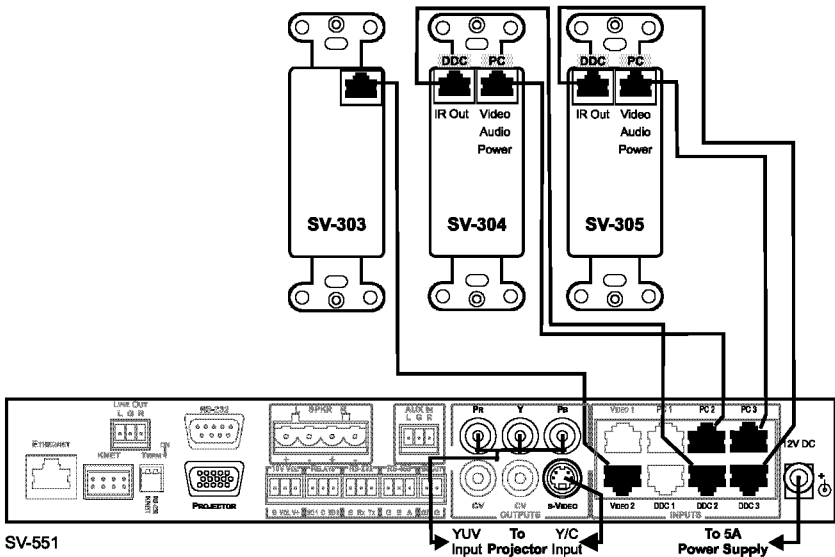 DDC PC
DDC PC
IR Out
Video
Audio
Power
IR Out
Video
Audio
Power
SV-303
SV-304
SV-305
LINE OUT
L G R
RS-232
SPKR
AUX IN
L G R
PR Y PB
VIDEO 1
PC 1
PC 2
PC 3
ETHERNET
KNET
TERM
ON
12V DC
PROJECTOR
CV
CV
S-VIDEO
OUTPUTS
VIDEO 2
DDC 1
DDC 2
DDC 3
INPUTS
SV-551
YUV
Input
To
Projector
Y/C
Input
To 5A
Power Supply